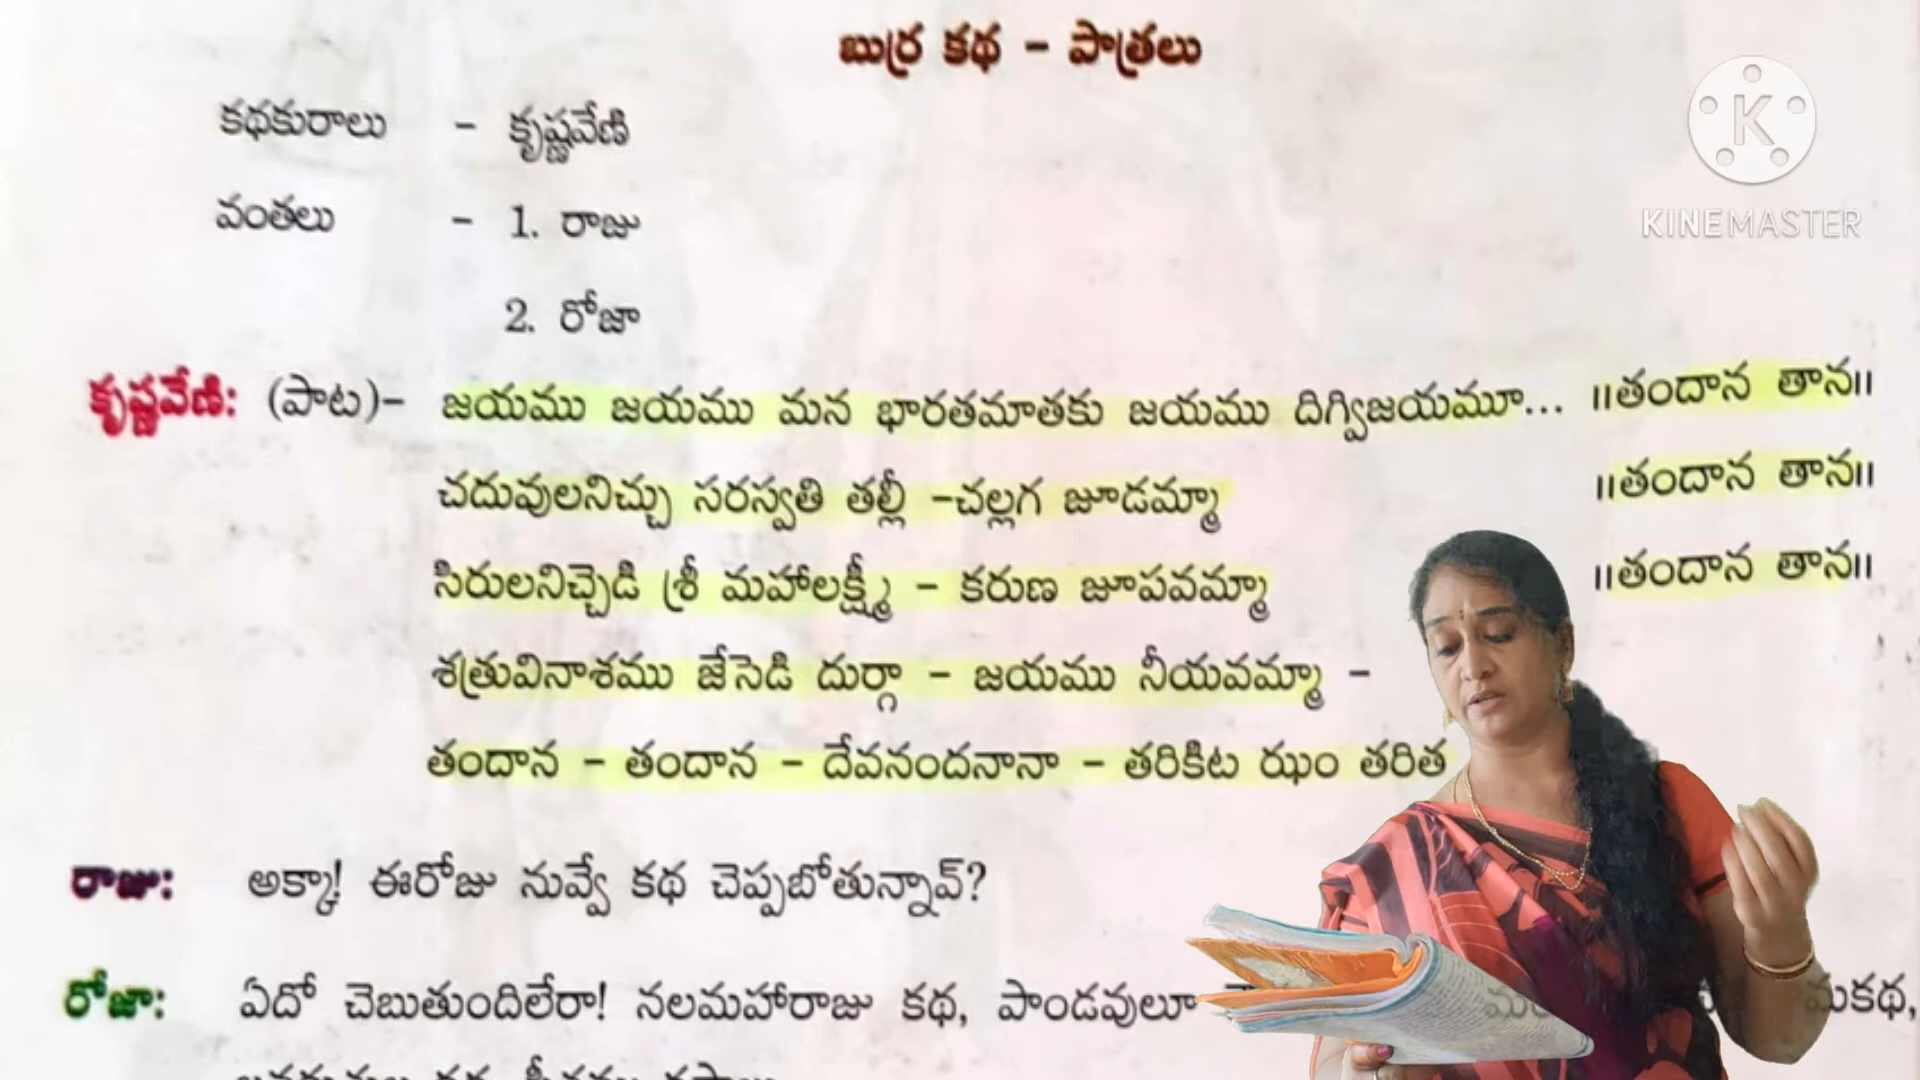 బుర్ర కథ - పాత్రలు
కథకురాలు - కృష్ణవేణి
వంతలు - 1. రాజు
2. రోజా
కృష్ణవేణి: (పాట)- జయము జయము మన భారతమాతకు జయము దిగ్విజయమూ... ॥తందాన తాన॥
చదువులనిచ్చు సరస్వతి తల్లీ -చల్లగ జూడమ్మా ॥తందాన తాన॥
సిరులనిచ్చెడి శ్రీ మహాలక్ష్మీ - కరుణ జూపవమ్మా ॥తందాన తాన॥
శత్రువినాశము జేసెడి దుర్గా - జయము నీయవమ్మా -
తందాన - తందాన - దేవనందనానా - తరికిట ఝం తరిత
రాజు: అక్కా! ఈరోజు నువ్వే కథ చెప్పబోతున్నావ్?
రోజా: ఏదో చెబుతుందిలేరా! నలమహారాజు కథ, పాండవులూ
K
KINEMASTER